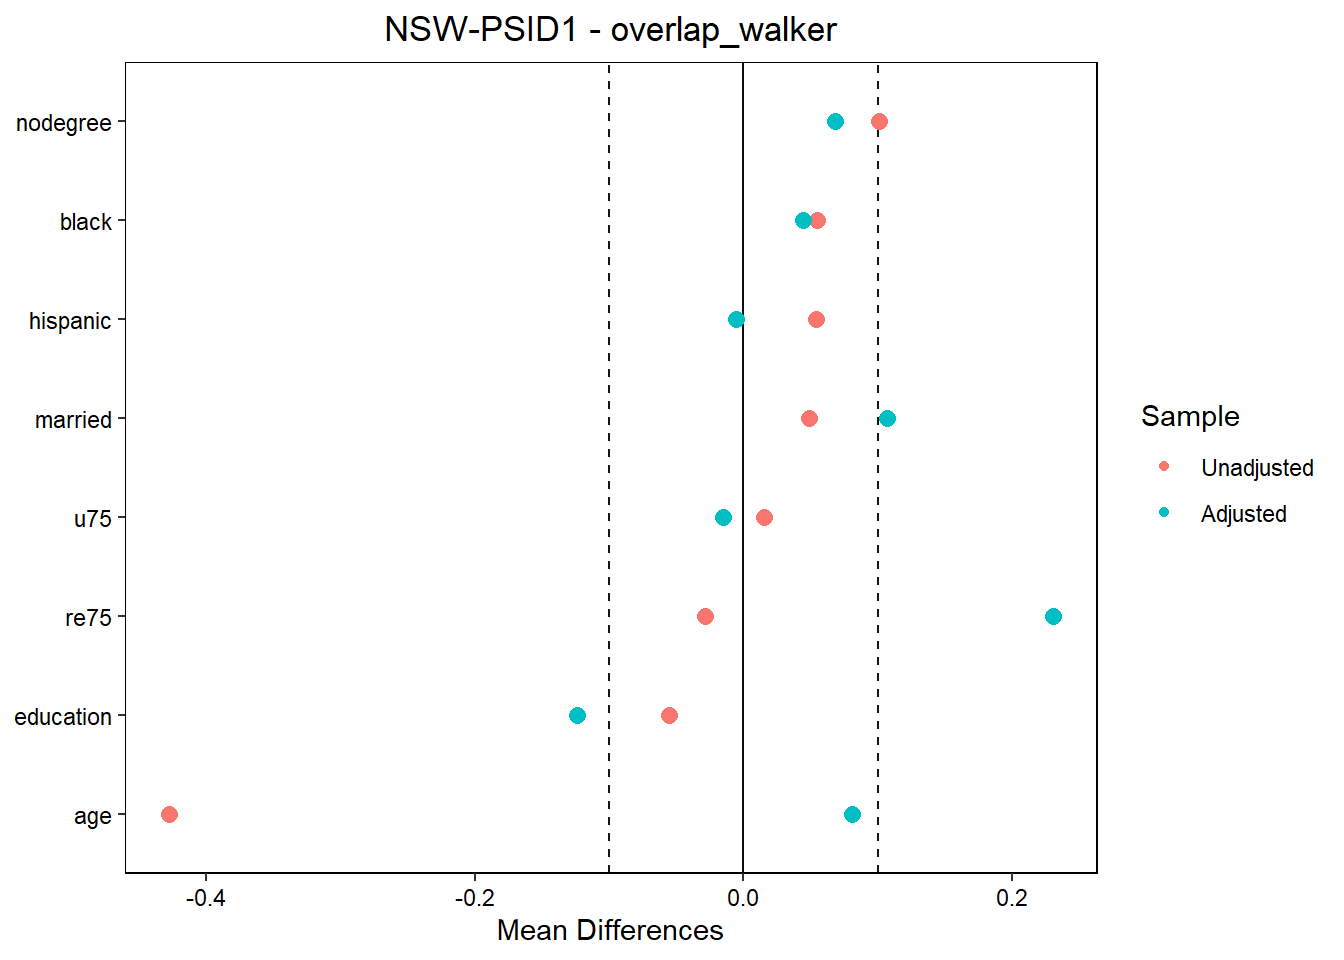 NSW-PSID1 - overlap_walker
nodegree
black
hispanic
married
u75
re75
education
age
-0.4
-0.2
0.0
0.2
Mean Differences
Sample
Unadjusted
Adjusted